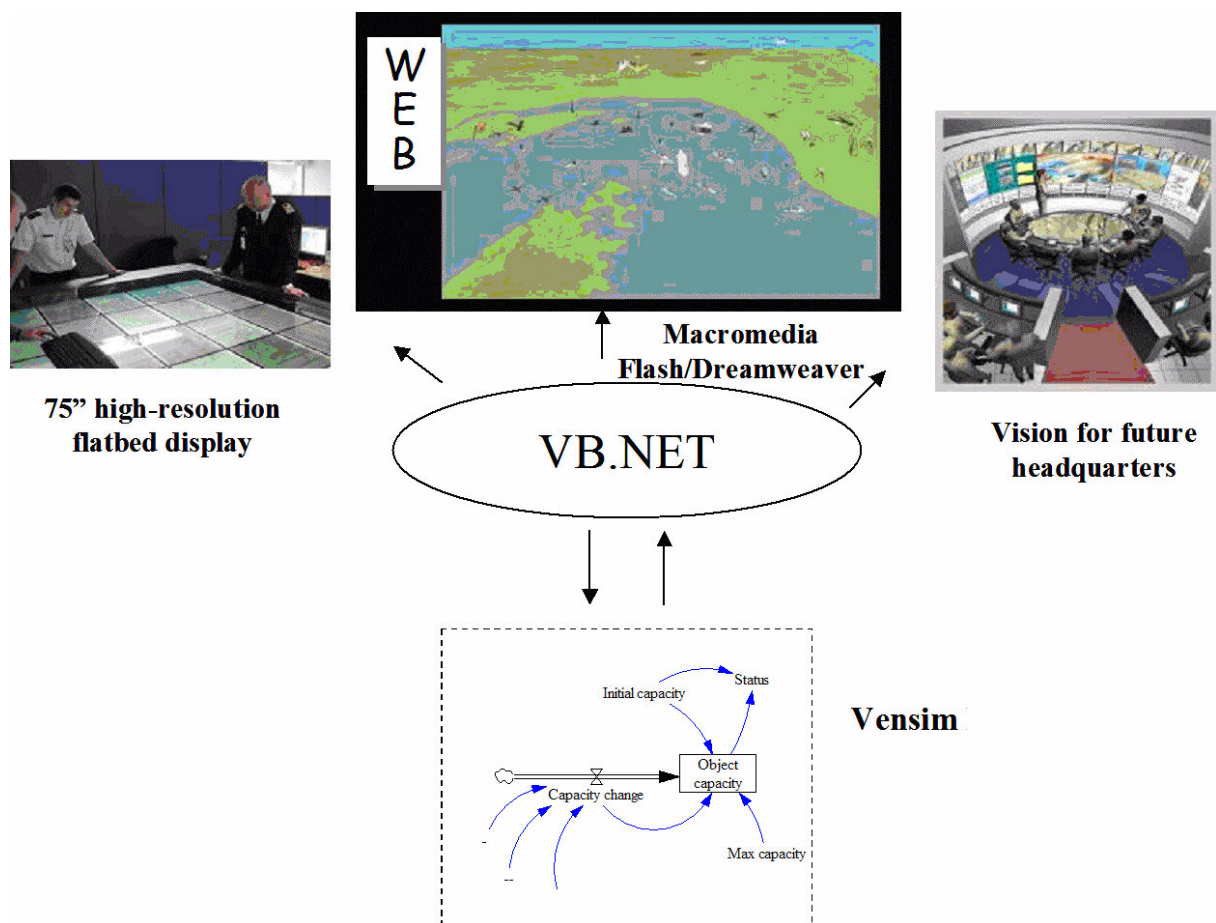 W
E
B
Macromedia
Flash/Dreamweaver
75” high-resolution
flatbed display
VB.NET
Vision for future
headquarters
Initial capacity
Status
Vensim
Object
capacity
Capacity change
-
--
Max capacity